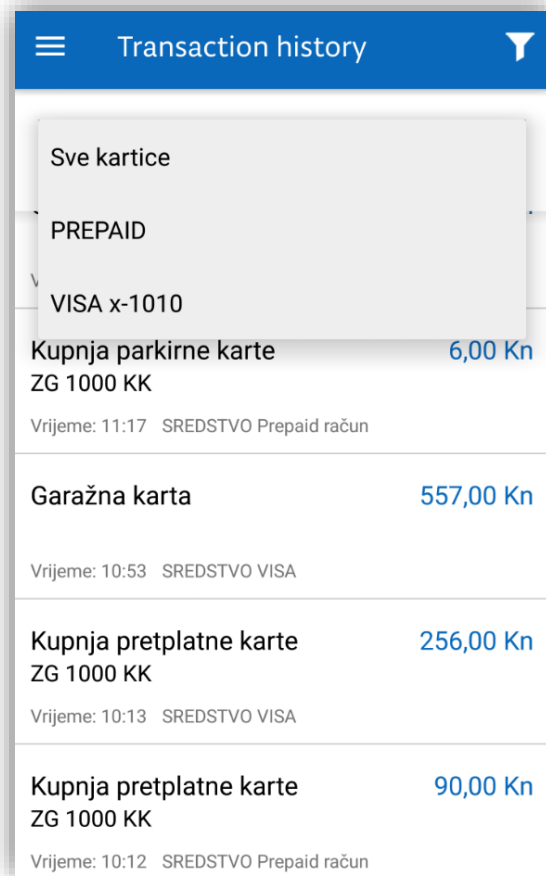 Transaction history
Sve kartice
PREPAID
VISA x-1010
Kupnja parkirne karte 6,00 Kn
ZG 1000 KK
Vrijeme: 11:17 SREDSTVO Prepaid račun
Garažna karta 557,00 Kn
Vrijeme: 10:53 SREDSTVO VISA
Kupnja pretplatne karte 256,00 Kn
ZG 1000 KK
Vrijeme: 10:13 SREDSTVO VISA
Kupnja pretplatne karte 90,00 Kn
ZG 1000 KK
Vrijeme: 10:12 SREDSTVO Prepaid račun